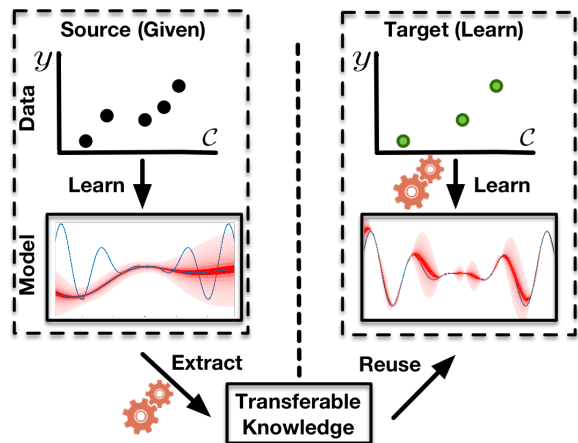 Source (Given)
Target (Learn)
Data
y
C
y
C
Learn
Learn
Model
Extract
Reuse
Transferable
Knowledge